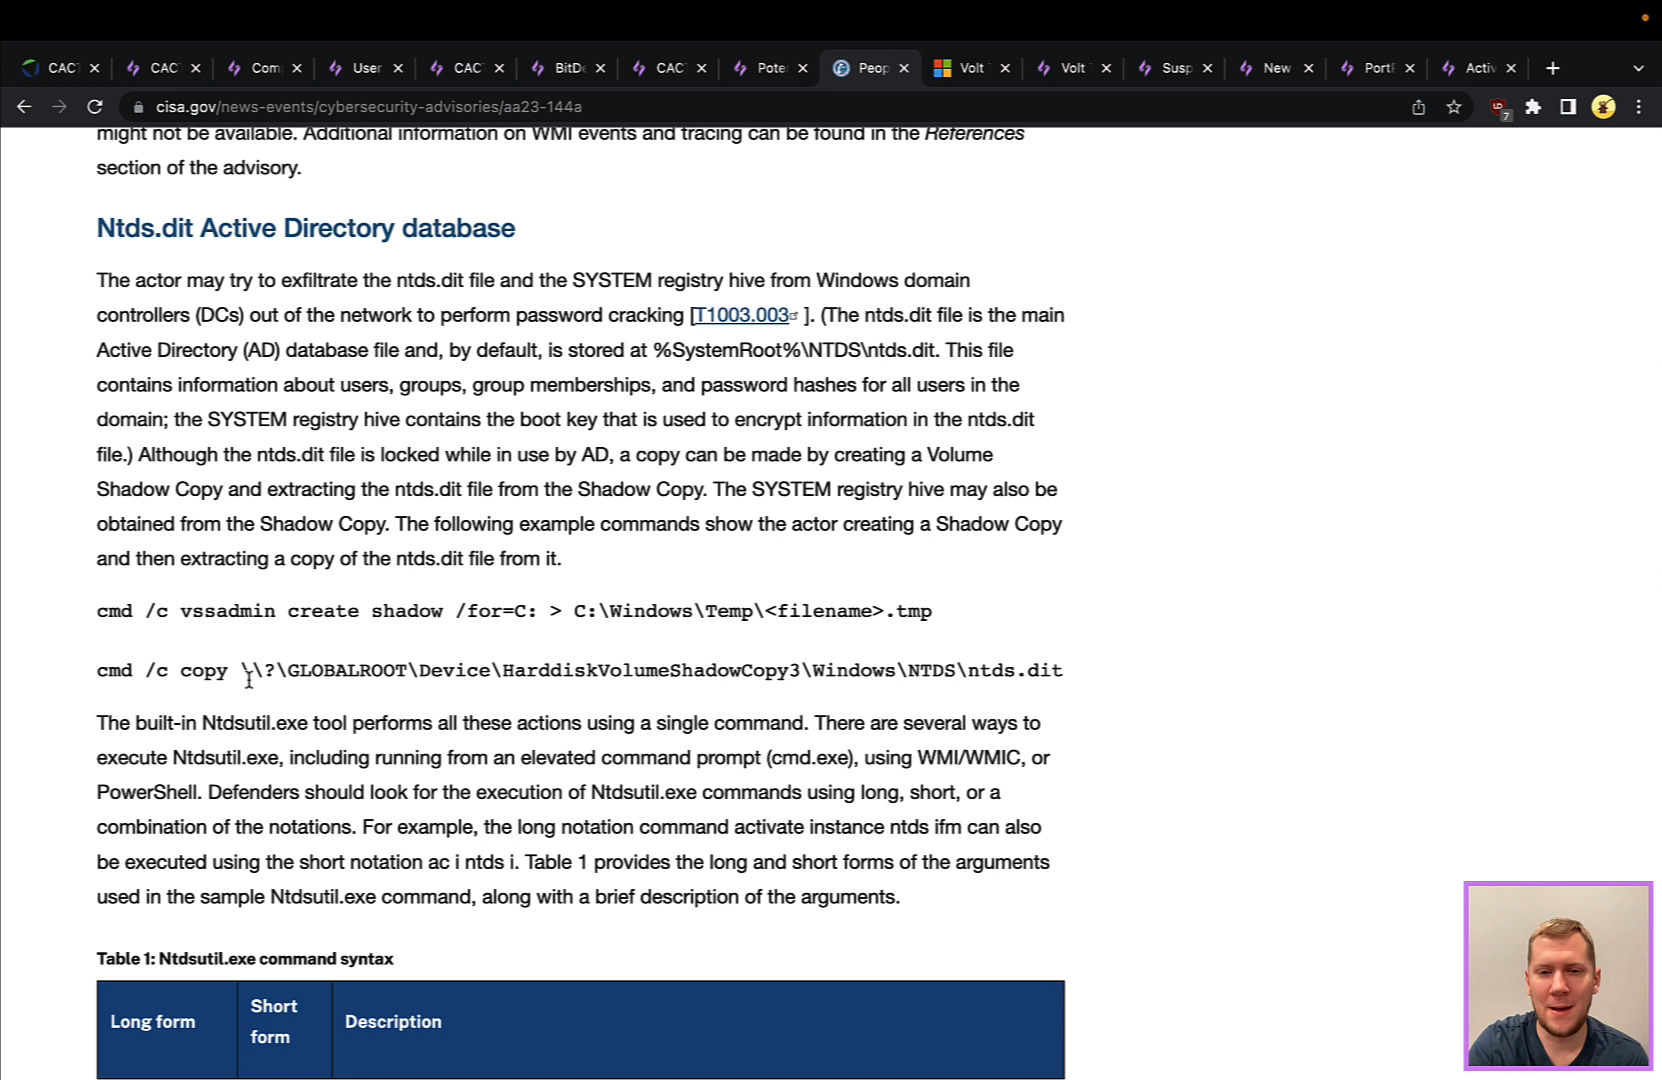 CAC
CAC
Com
User
CAC
BitD
CAC
Pote
Peop
Volt
Volt
Susp
New
PortF
Activ
cisa.gov/news-events/cybersecurity-advisories/aa23-144a
7
might not be available. Additional information on WMI events and tracing can be found in the References
section of the advisory.
Ntds.dit Active Directory database
The actor may try to exfiltrate the ntds.dit file and the SYSTEM registry hive from Windows domain
controllers (DCs) out of the network to perform password cracking [T1003.003 ]. (The ntds.dit file is the main
Active Directory (AD) database file and, by default, is stored at %SystemRoot%\NTDS\ntds.dit. This file
contains information about users, groups, group memberships, and password hashes for all users in the
domain; the SYSTEM registry hive contains the boot key that is used to encrypt information in the ntds.dit
file.) Although the ntds.dit file is locked while in use by AD, a copy can be made by creating a Volume
Shadow Copy and extracting the ntds.dit file from the Shadow Copy. The SYSTEM registry hive may also be
obtained from the Shadow Copy. The following example commands show the actor creating a Shadow Copy
and then extracting a copy of the ntds.dit file from it.
cmd /c vssadmin create shadow /for=C: > C:\Windows\Temp\<filename>.tmp
cmd /c copy \\?\GLOBALROOT\Device\HarddiskVolumeShadowCopy3\Windows\NTDS\ntds.dit
The built-in Ntdsutil.exe tool performs all these actions using a single command. There are several ways to
execute Ntdsutil.exe, including running from an elevated command prompt (cmd.exe), using WMI/WMIC, or
PowerShell. Defenders should look for the execution of Ntdsutil.exe commands using long, short, or a
combination of the notations. For example, the long notation command activate instance ntds ifm can also
be executed using the short notation ac i ntds i. Table 1 provides the long and short forms of the arguments
used in the sample Ntdsutil.exe command, along with a brief description of the arguments.
Table 1: Ntdsutil.exe command syntax
Long form
Short
form
Description